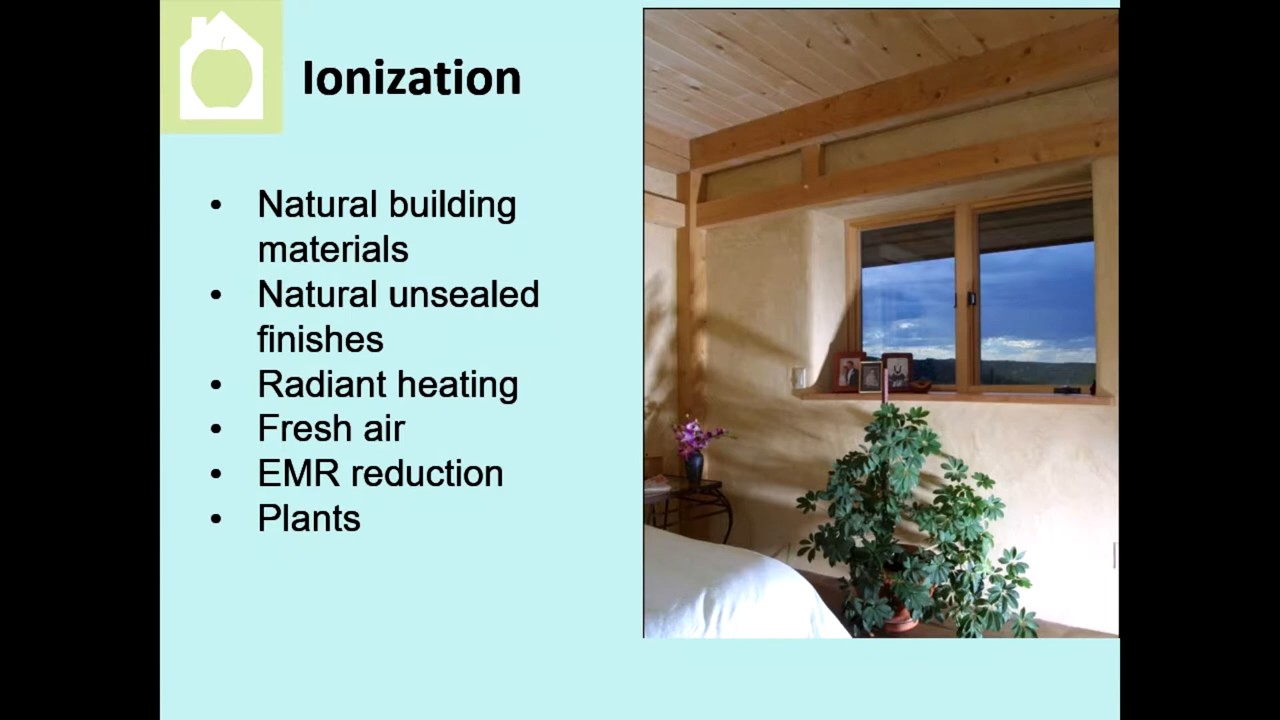 Ionization
• Natural building
materials
• Natural unsealed
finishes
• Radiant heating
• Fresh air
• EMR reduction
• Plants